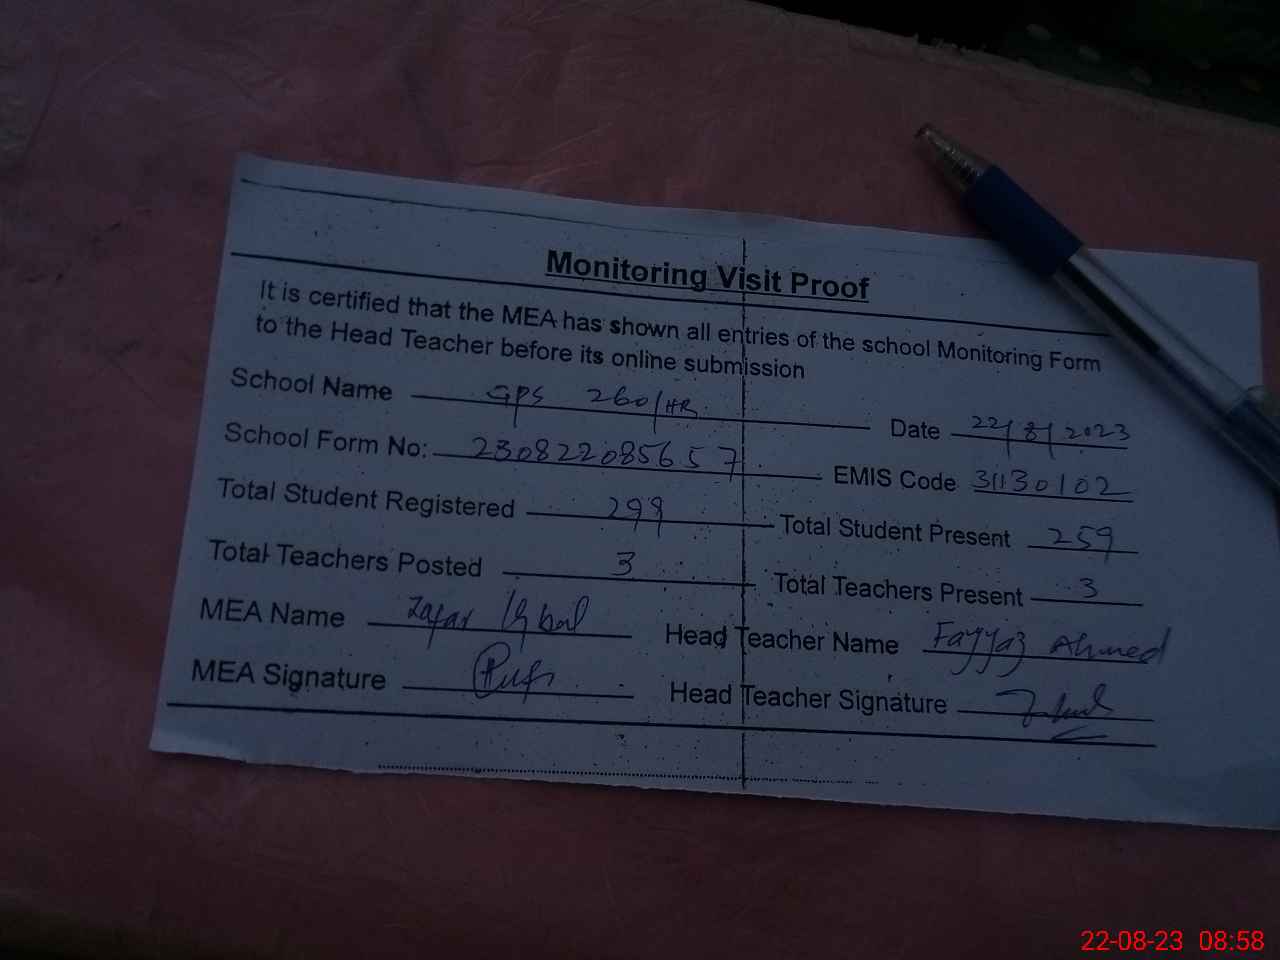 Monitoring Visit Proof
It is certified that the MEA has shown all entries of the school Monitoring Form
to the Head Teacher before its online submission
School Name GPS 260/HR Date 22/8/2023
School Form No: 230822085657 EMIS Code 31130102
Total Student Registered 299 Total Student Present 259
Total Teachers Posted 3 Total Teachers Present 3
MEA Name Zafar Iqbal Head Teacher Name Fayyaz Ahmed
MEA Signature Head Teacher Signature
22-08-23 08:58